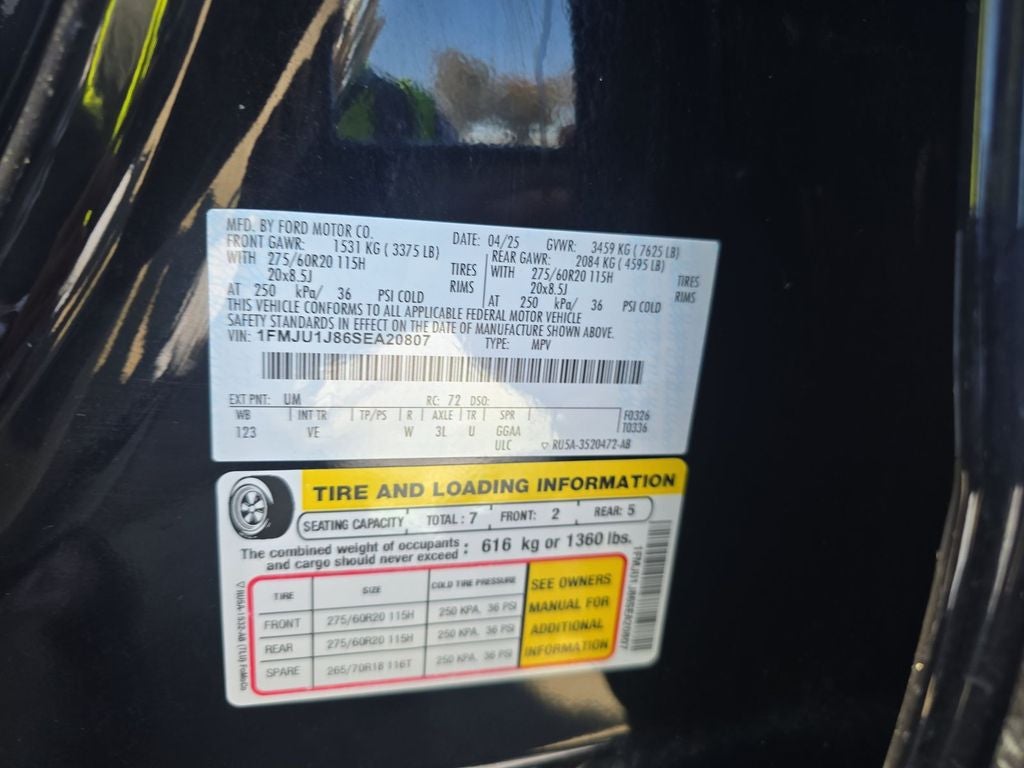 MFD. BY FORD MOTOR CO. DATE: 04/25 GVWR: 3459 KG ( 7625 LB)
FRONT GAWR: 1531 KG ( 3375 LB) REAR GAWR: 2084 KG ( 4595 LB)
WITH 275/60R20 115H TIRES WITH 275/60R20 115H TIRES
20x8.5J RIMS 20x8.5J RIMS
AT 250 kPa/ 36 PSI COLD AT 250 kPa/ 36 PSI COLD
THIS VEHICLE CONFORMS TO ALL APPLICABLE FEDERAL MOTOR VEHICLE
SAFETY STANDARDS IN EFFECT ON THE DATE OF MANUFACTURE SHOWN ABOVE.
VIN: 1FMJU1J86SEA20807 TYPE: MPV
EXT PNT: UM RC: 72 DSO:
WB INT TR TP/PS R AXLE TR SPR F0326
123 VE W 3L U GGAA T0336
ULC RU5A-3520472-AB
TIRE AND LOADING INFORMATION
SEATING CAPACITY TOTAL: 7 FRONT: 2 REAR: 5
The combined weight of occupants
and cargo should never exceed : 616 kg or 1360 lbs.
TIRE SIZE COLD TIRE PRESSURE
FRONT 275/60R20 115H 250 KPA, 36 PSI
REAR 275/60R20 115H 250 KPA, 36 PSI
SPARE 265/70R18 116T 250 KPA, 36 PSI
SEE OWNERS
MANUAL FOR
ADDITIONAL
INFORMATION
RU5A-1532-AB (TLU) FoMoCo
1FMJU1J86SEA20807